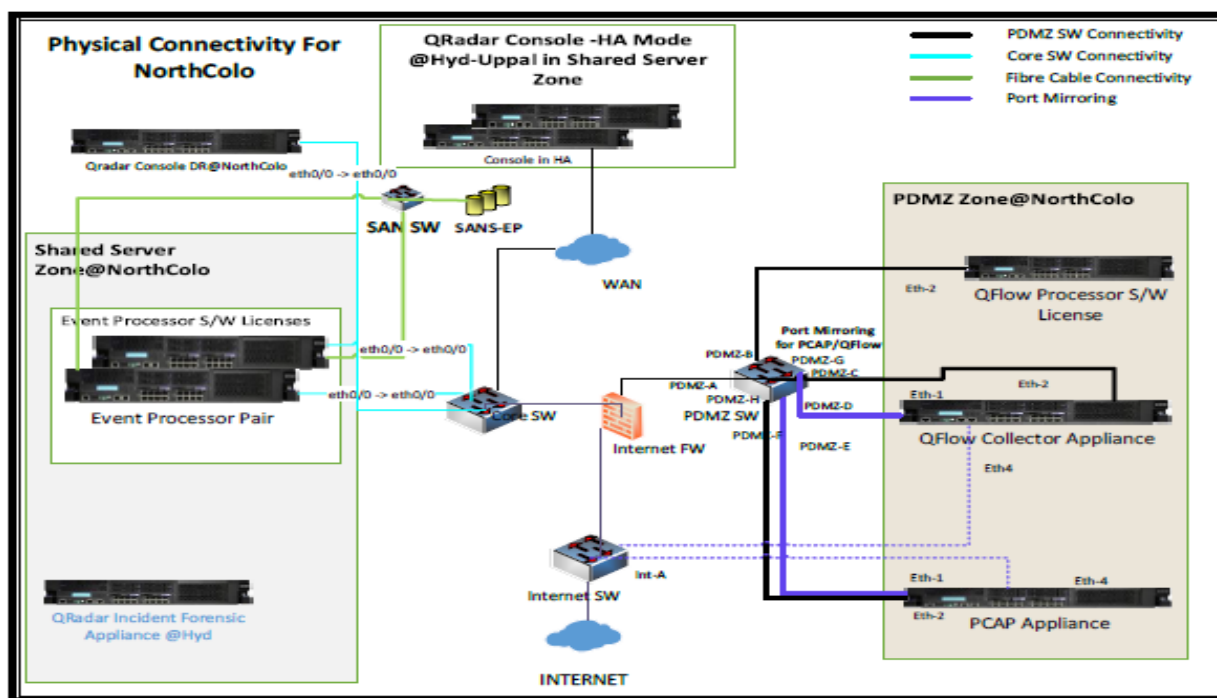 Physical Connectivity For
NorthColo
QRadar Console -HA Mode
@Hyd-Uppal in Shared Server
Zone
Console in HA
PDMZ SW Connectivity
Core SW Connectivity
Fibre Cable Connectivity
Port Mirroring
Qradar Console DR@NorthColo
eth0/0 -> eth0/0
SAN SW
SANS-EP
WAN
Shared Server
Zone@NorthColo
Event Processor S/W Licenses
eth0/0 -> eth0/0
eth0/0 -> eth0/0
Event Processor Pair
Core SW
Internet FW
PDMZ Zone@NorthColo
Eth-2
QFlow Processor S/W
License
Port Mirroring
for PCAP/QFlow
PDMZ-B
PDMZ-G
PDMZ-C
PDMZ-A
PDMZ-H
PDMZ SW
PDMZ-D
PDMZ-F
PDMZ-E
Eth-2
Eth-1
QFlow Collector Appliance
Eth4
Int-A
Internet SW
INTERNET
Eth-1
Eth-4
Eth-2
PCAP Appliance
QRadar Incident Forensic
Appliance @Hyd